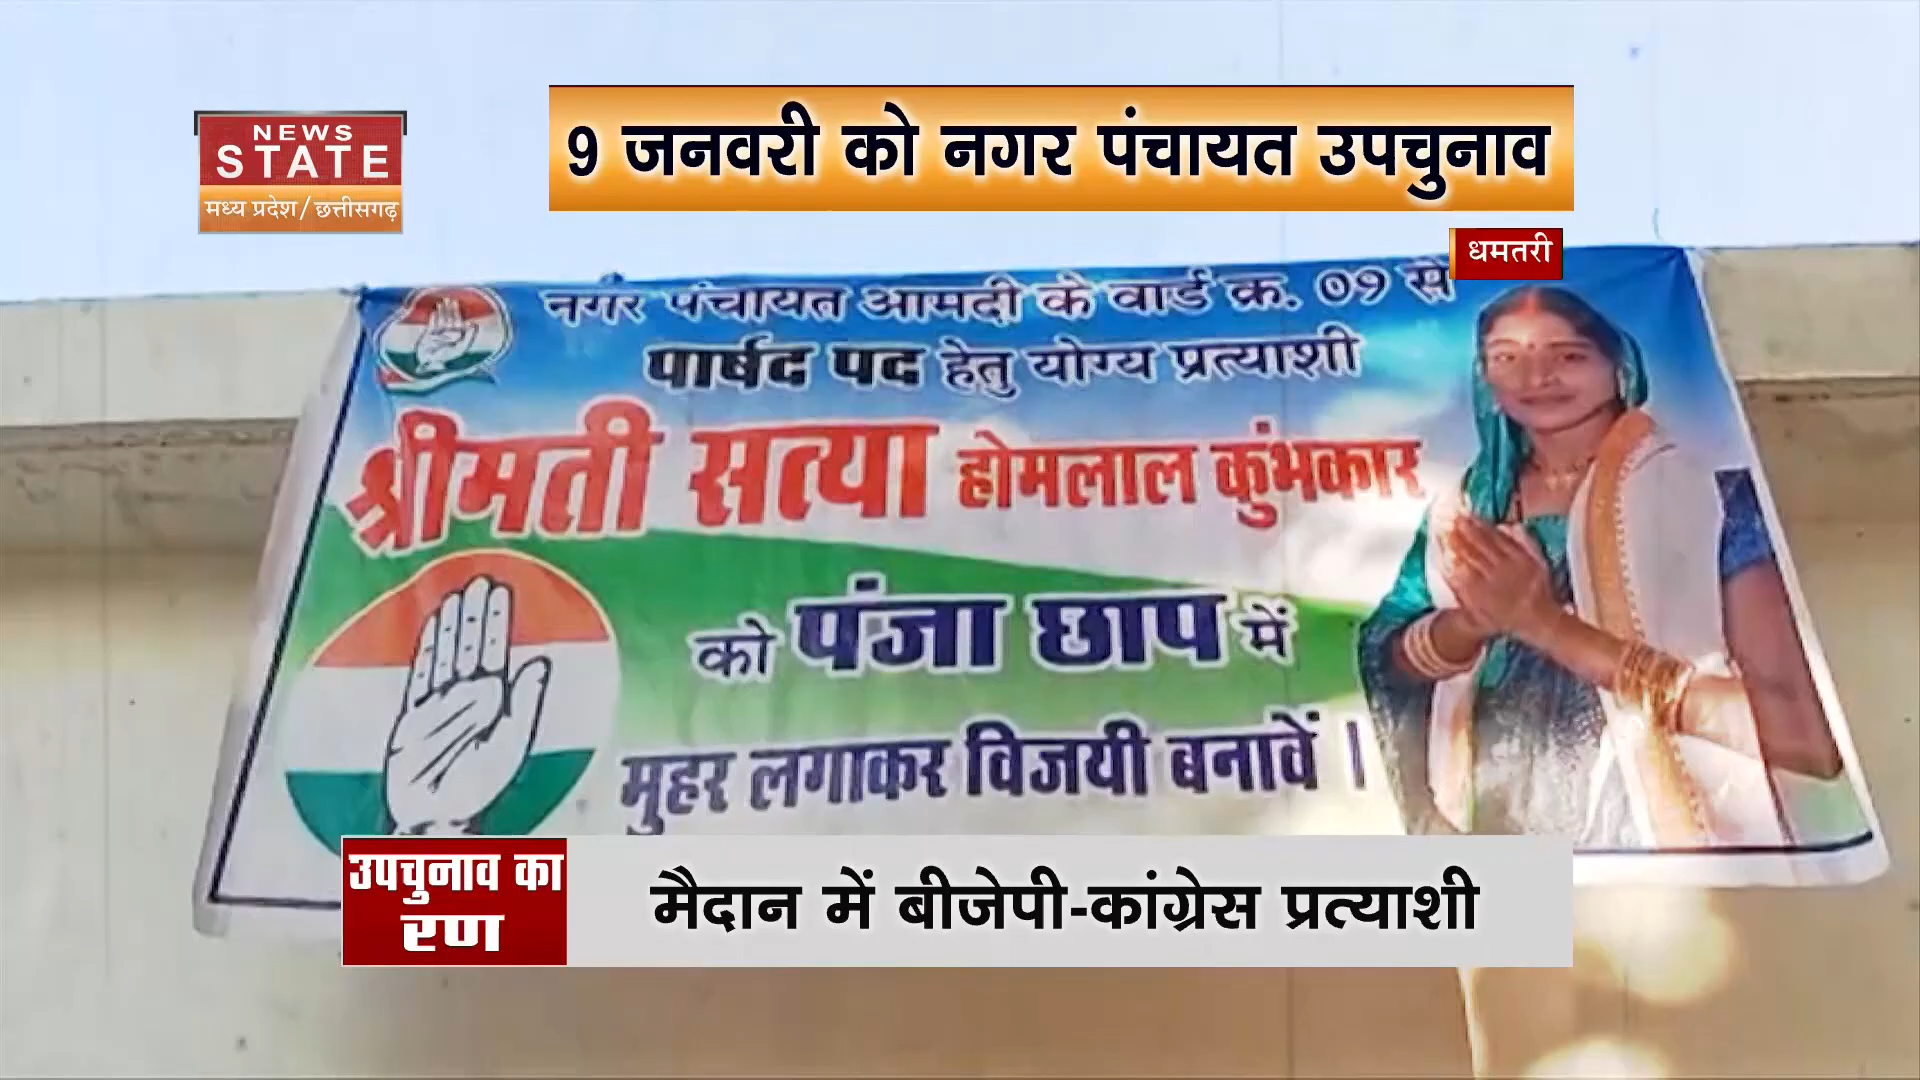 NEWS
STATE
मध्य प्रदेश/छत्तीसगढ़
9 जनवरी को नगर पंचायत उपचुनाव
धमतरी
नगर पंचायत आमदी के वार्ड क्र. 09 से
पार्षद पद हेतु योग्य प्रत्याशी
श्रीमती सत्या होमलाल कुंभकार
को पंजा छाप में
मुहर लगाकर विजयी बनावें ।
उपचुनाव का
रण
मैदान में बीजेपी-कांग्रेस प्रत्याशी